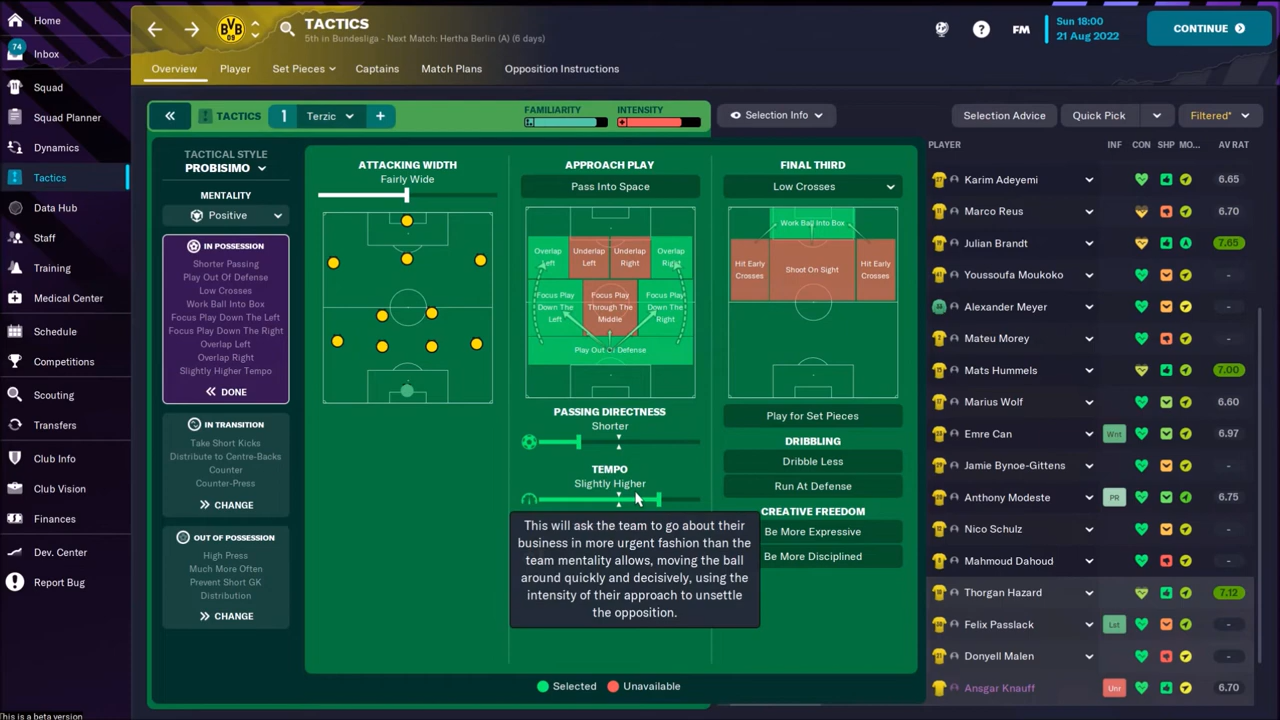 Home
74
Inbox
Squad
Squad Planner
Dynamics
Tactics
Data Hub
Staff
Training
Medical Center
Schedule
Competitions
Scouting
Transfers
Club Info
Club Vision
Finances
Dev. Center
Report Bug
This is a beta version
BVB
09
TACTICS
5th in Bundesliga - Next Match: Hertha Berlin (A) (6 days)
FM
Sun 18:00
21 Aug 2022
CONTINUE
Overview
Player
Set Pieces
Captains
Match Plans
Opposition Instructions
TACTICS
1
Terzic
FAMILIARITY
INTENSITY
Selection Info
Selection Advice
Quick Pick
Filtered*
TACTICAL STYLE
PROBISIMO
MENTALITY
Positive
IN POSSESSION
Shorter Passing
Play Out Of Defense
Low Crosses
Work Ball Into Box
Focus Play Down The Left
Focus Play Down The Right
Overlap Left
Overlap Right
Slightly Higher Tempo
DONE
IN TRANSITION
Take Short Kicks
Distribute to Centre-Backs
Counter
Counter-Press
CHANGE
OUT OF POSSESSION
High Press
Much More Often
Prevent Short GK
Distribution
CHANGE
ATTACKING WIDTH
Fairly Wide
APPROACH PLAY
Pass Into Space
Overlap
Left
Underlap
Left
Underlap
Right
Overlap
Right
Focus Play
Down The
Left
Focus Play
Through The
Middle
Focus Play
Down The
Right
Play Out Of Defense
PASSING DIRECTNESS
Shorter
TEMPO
Slightly Higher
This will ask the team to go about their
business in more urgent fashion than the
team mentality allows, moving the ball
around quickly and decisively, using the
intensity of their approach to unsettle
the opposition.
FINAL THIRD
Low Crosses
Work Ball Into Box
Hit Early
Crosses
Shoot On Sight
Hit Early
Crosses
Play for Set Pieces
DRIBBLING
Dribble Less
Run At Defense
CREATIVE FREEDOM
Be More Expressive
Be More Disciplined
Selected
Unavailable
PLAYER INF CON SHP MO... AV RAT
Karim Adeyemi 6.65
Marco Reus 6.70
Julian Brandt 7.65
Youssoufa Moukoko -
Alexander Meyer -
Mateu Morey -
Mats Hummels 7.00
Marius Wolf 6.60
Emre Can Wnt 6.97
Jamie Bynoe-Gittens -
Anthony Modeste PR 6.75
Nico Schulz -
Mahmoud Dahoud -
Thorgan Hazard 7.12
Felix Passlack Lst -
Donyell Malen -
Ansgar Knauff Unr 6.70